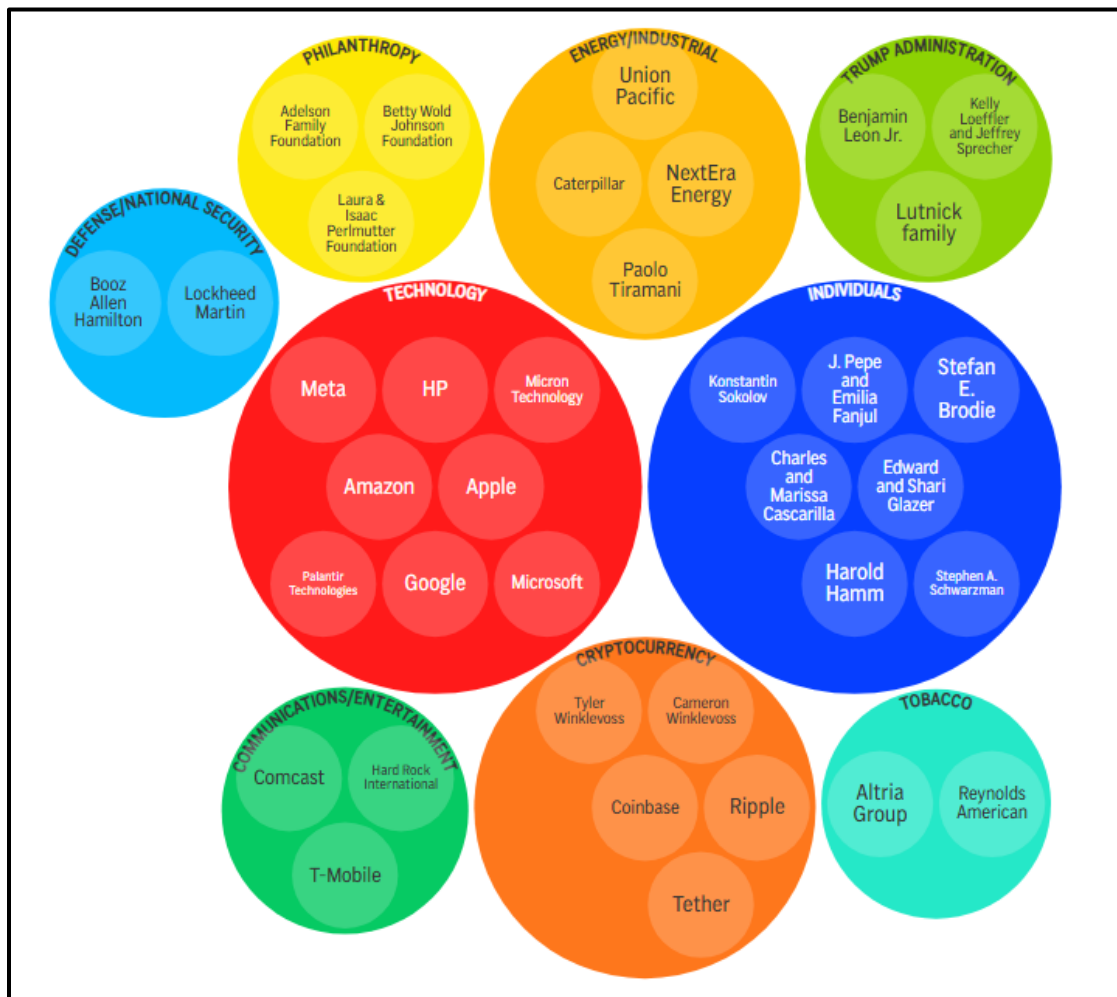 PHILANTHROPY
Adelson
Family
Foundation
Betty Wold
Johnson
Foundation
Laura &
Isaac
Perlmutter
Foundation
ENERGY/INDUSTRIAL
Union
Pacific
Caterpillar
NextEra
Energy
Paolo
Tiramani
TRUMP ADMINISTRATION
Benjamin
Leon Jr.
Kelly
Loeffler
and Jeffrey
Sprecher
Lutnick
family
DEFENSE/NATIONAL SECURITY
Booz
Allen
Hamilton
Lockheed
Martin
TECHNOLOGY
Meta
HP
Micron
Technology
Amazon
Apple
Palantir
Technologies
Google
Microsoft
INDIVIDUALS
Konstantin
Sokolov
J. Pepe
and
Emilia
Fanjul
Stefan
E.
Brodie
Charles
and
Marissa
Cascarilla
Edward
and Shari
Glazer
Harold
Hamm
Stephen A.
Schwarzman
COMMUNICATIONS/ENTERTAINMENT
Comcast
Hard Rock
International
T-Mobile
CRYPTOCURRENCY
Tyler
Winklevoss
Cameron
Winklevoss
Coinbase
Ripple
Tether
TOBACCO
Altria
Group
Reynolds
American